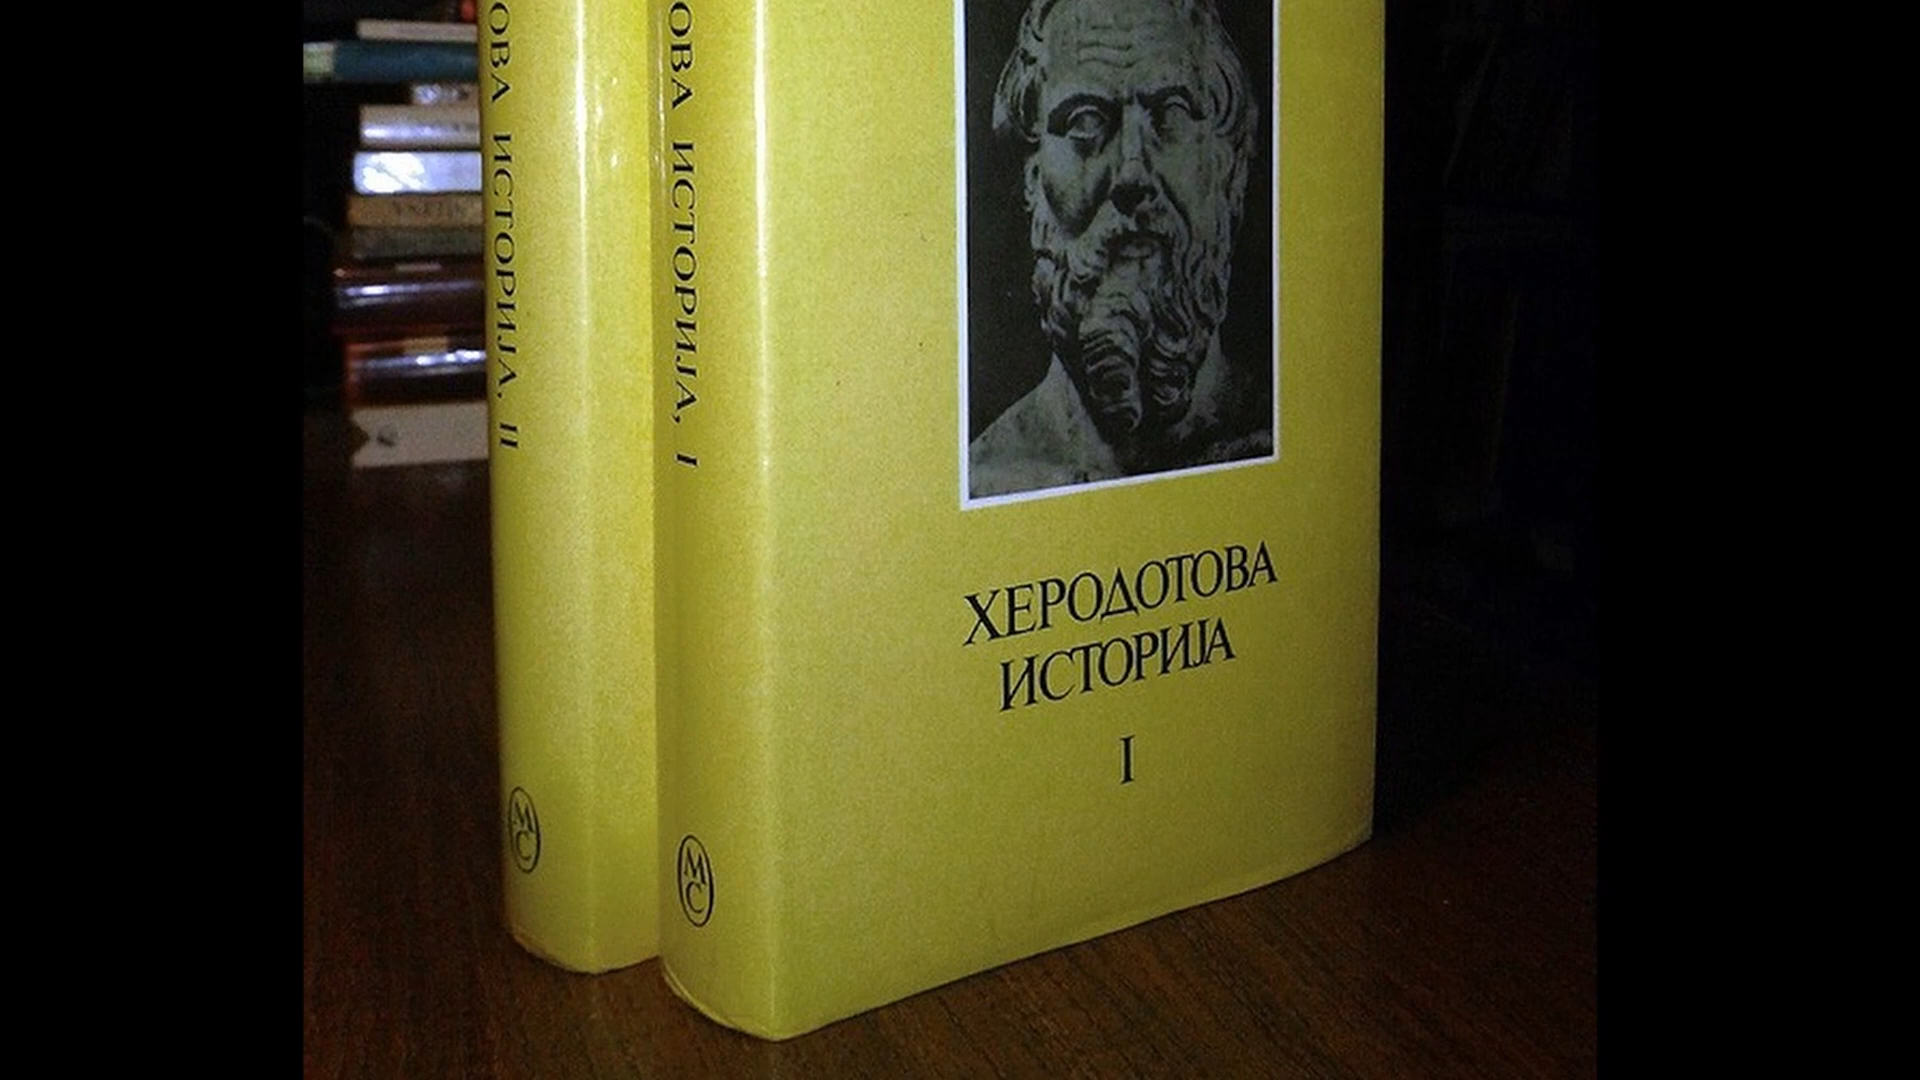 ОВА ИСТОРИЈА, II
МС
ОВА ИСТОРИЈА, I
МС
ХЕРОДОТОВА
ИСТОРИЈА
I